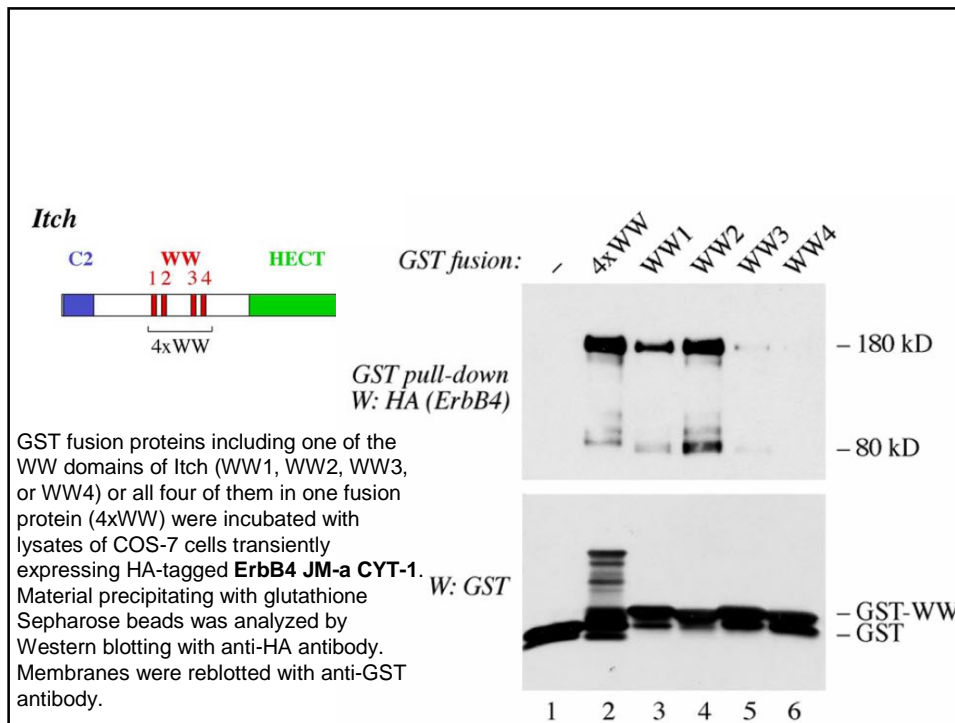 Itch
C2 WW HECT
1 2 3 4
4xWW
GST fusion:
– 4xWW WW1 WW2 WW3 WW4
– 180 kD
GST pull-down
W: HA (ErbB4)
– 80 kD
GST fusion proteins including one of the
WW domains of Itch (WW1, WW2, WW3,
or WW4) or all four of them in one fusion
protein (4xWW) were incubated with
lysates of COS-7 cells transiently
expressing HA-tagged ErbB4 JM-a CYT-1.
Material precipitating with glutathione
Sepharose beads was analyzed by
Western blotting with anti-HA antibody.
Membranes were reblotted with anti-GST
antibody.
W: GST
– GST-WW
– GST
1 2 3 4 5 6